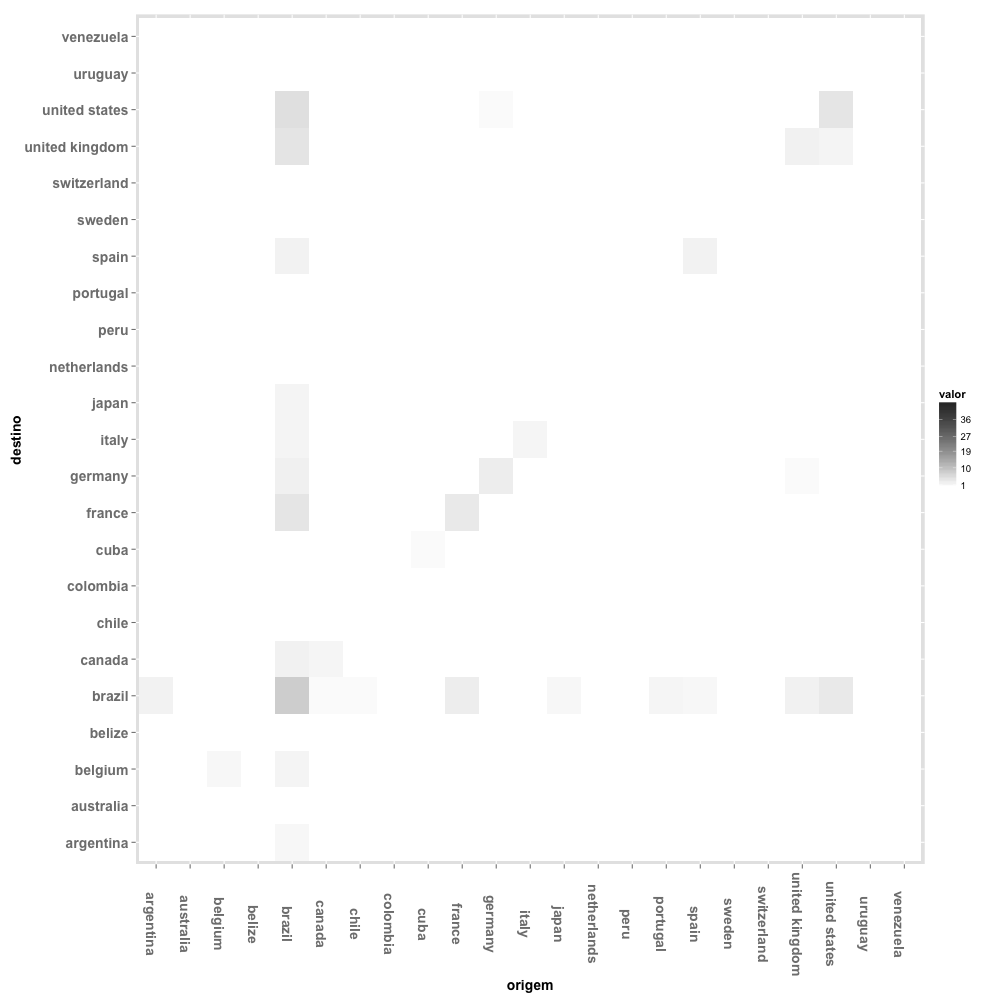 venezuela
uruguay
united states
united kingdom
switzerland
sweden
spain
portugal
peru
netherlands
japan
italy
germany
france
cuba
colombia
chile
canada
brazil
belize
belgium
australia
argentina
destino
valor
36
27
19
10
1
argentina
australia
belgium
belize
brazil
canada
chile
colombia
cuba
france
germany
italy
japan
netherlands
peru
portugal
spain
sweden
switzerland
united kingdom
united states
uruguay
venezuela
origem